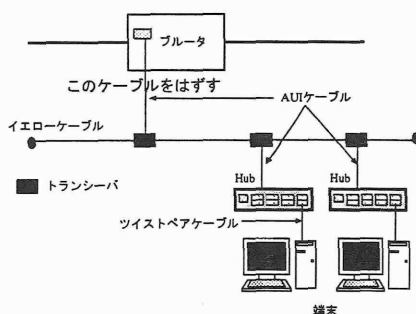 ブルータ
このケーブルをはずす
AUIケーブル
イエローケーブル
Hub
Hub
トランシーバ
ツイストペアケーブル
端末